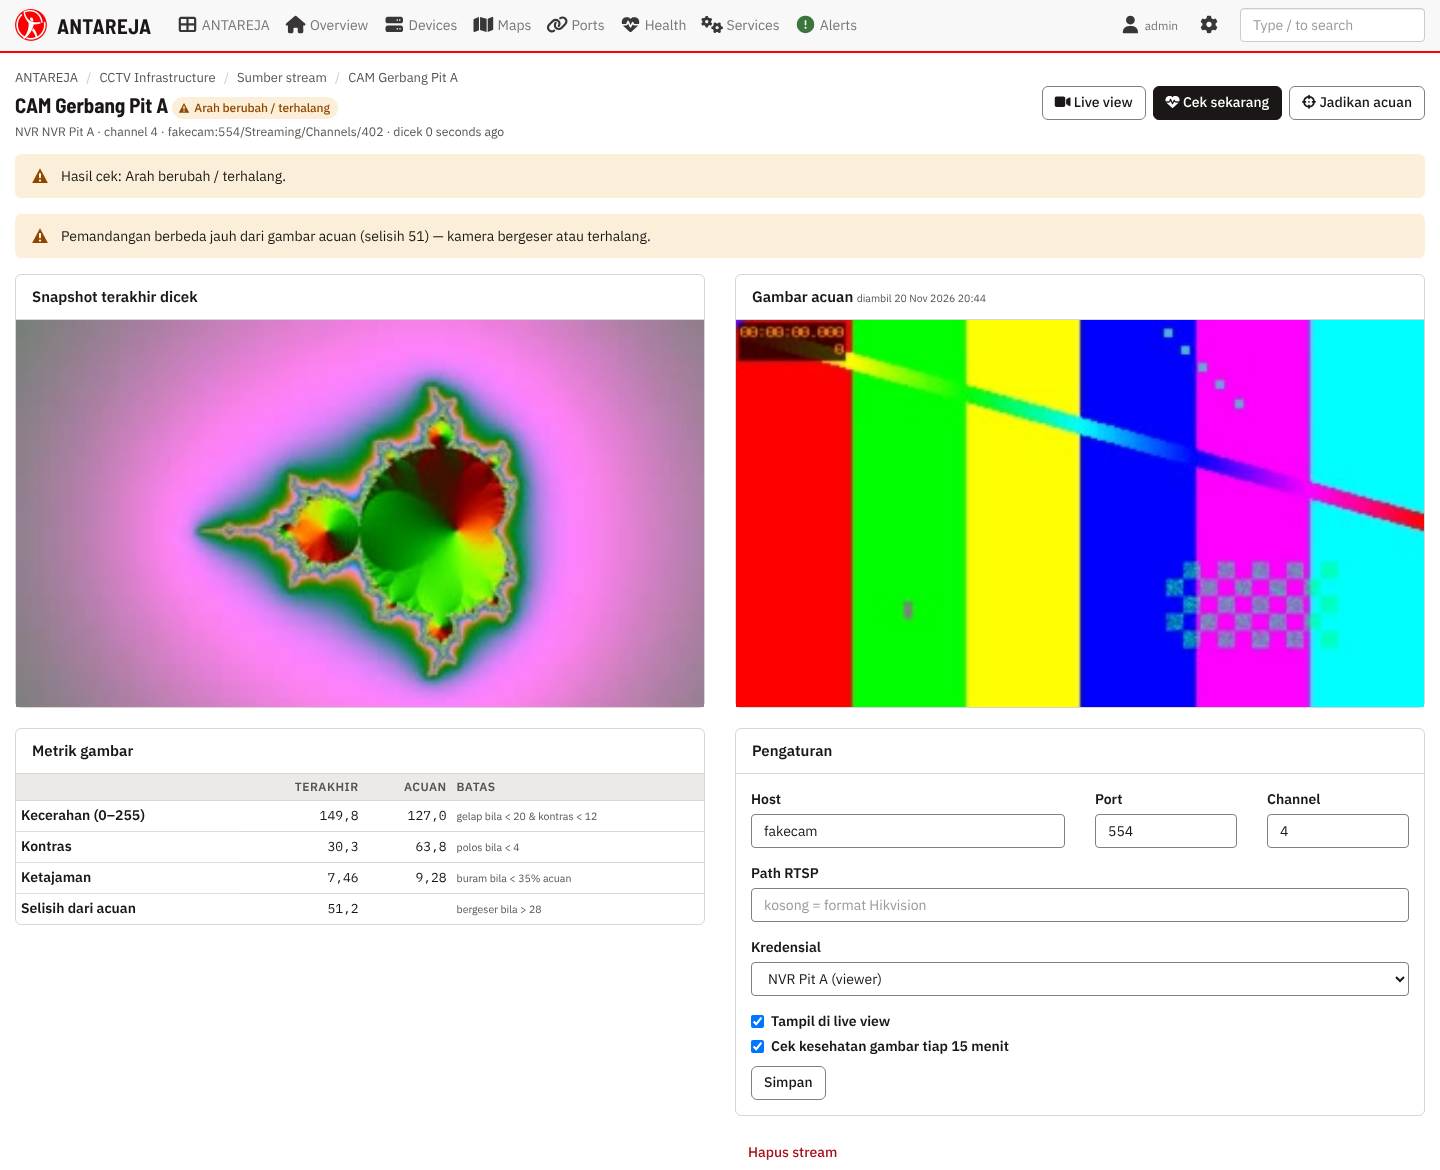 ANTAREJA
ANTAREJA Overview Devices Maps Ports Health Services Alerts
admin
Type / to search
ANTAREJA / CCTV Infrastructure / Sumber stream / CAM Gerbang Pit A
CAM Gerbang Pit A Arah berubah / terhalang
NVR NVR Pit A · channel 4 · fakecam:554/Streaming/Channels/402 · dicek 0 seconds ago
Live view
Cek sekarang
Jadikan acuan
Hasil cek: Arah berubah / terhalang.
Pemandangan berbeda jauh dari gambar acuan (selisih 51) — kamera bergeser atau terhalang.
Snapshot terakhir dicek
Gambar acuan diambil 20 Nov 2026 20:44
00:00:00.000
0
Metrik gambar
TERAKHIR ACUAN BATAS
Kecerahan (0–255) 149,8 127,0 gelap bila < 20 & kontras < 12
Kontras 30,3 63,8 polos bila < 4
Ketajaman 7,46 9,28 buram bila < 35% acuan
Selisih dari acuan 51,2 bergeser bila > 28
Pengaturan
Host Port Channel
fakecam 554 4
Path RTSP
kosong = format Hikvision
Kredensial
NVR Pit A (viewer)
Tampil di live view
Cek kesehatan gambar tiap 15 menit
Simpan
Hapus stream